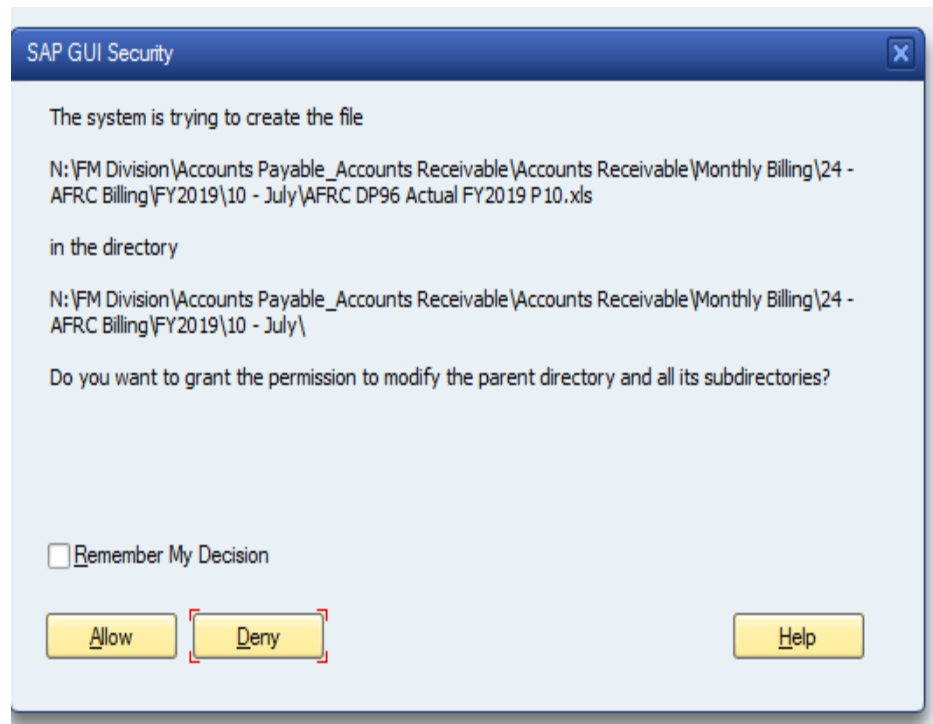 SAP GUI Security
The system is trying to create the file
N:\FM Division\Accounts Payable_Accounts Receivable\Accounts Receivable\Monthly Billing\24 -
AFRC Billing\FY2019\10 - July\AFRC DP96 Actual FY2019 P10.xls
in the directory
N:\FM Division\Accounts Payable_Accounts Receivable\Accounts Receivable\Monthly Billing\24 -
AFRC Billing\FY2019\10 - July\
Do you want to grant the permission to modify the parent directory and all its subdirectories?
Remember My Decision
Allow Deny Help